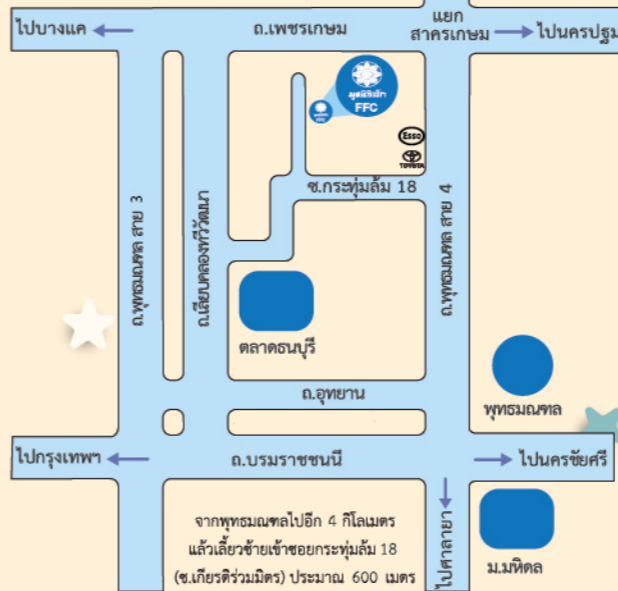 ไปบางแค
ถ.เพชรเกษม
แยก
สาครเกษม
ไปนครปฐม
มูลนิธิเด็ก
FFC
Esso
TOYOTA
ซ.กระทุ่มล้ม 18
ถ.พุทธมณฑล สาย 3
ถ.เลียบคลองทวีวัฒนา
ถ.พุทธมณฑล สาย 4
ตลาดธนบุรี
ถ.อุทยาน
พุทธมณฑล
ไปกรุงเทพฯ
ถ.บรมราชชนนี
ไปนครชัยศรี
จากพุทธมณฑลไปอีก 4 กิโลเมตร
แล้วเลี้ยวซ้ายเข้าซอยกระทุ่มล้ม 18
(ซ.เกียรติร่วมมิตร) ประมาณ 600 เมตร
ไปศาลายา
ม.มหิดล